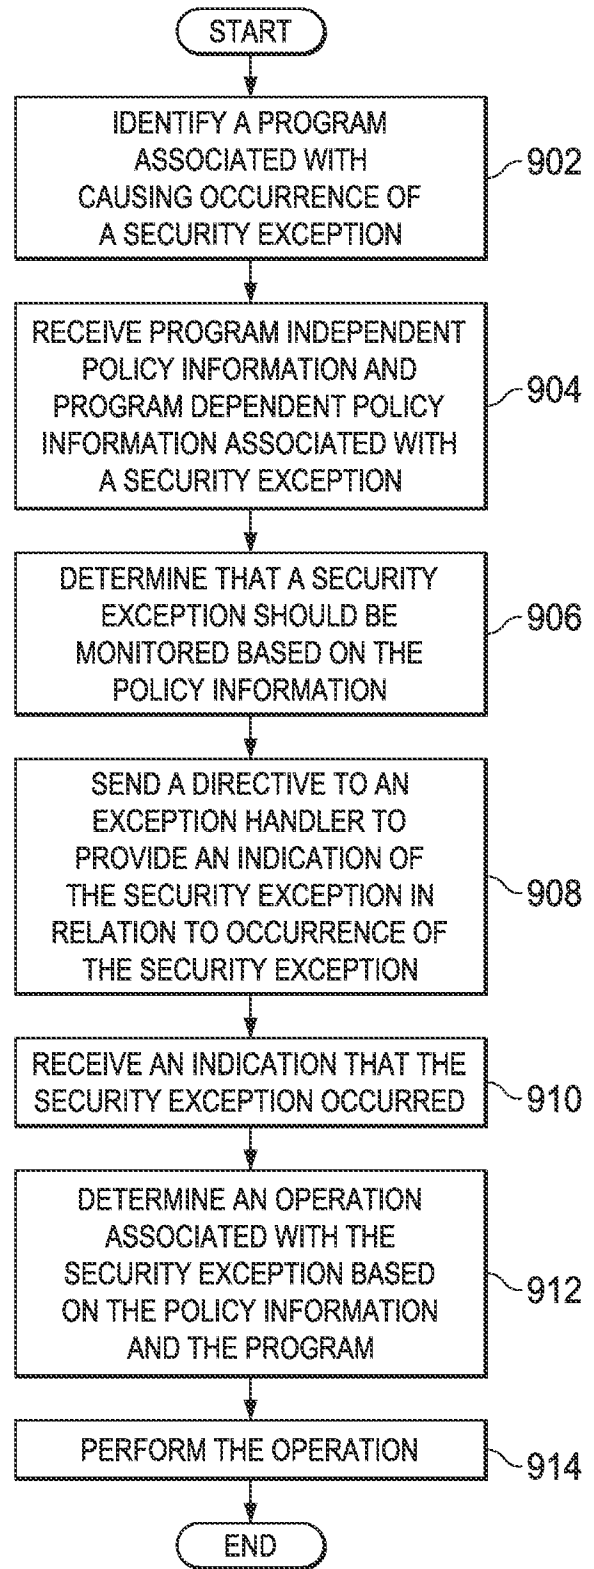 START
IDENTIFY A PROGRAM
ASSOCIATED WITH
CAUSING OCCURRENCE OF
A SECURITY EXCEPTION
902
RECEIVE PROGRAM INDEPENDENT
POLICY INFORMATION AND
PROGRAM DEPENDENT POLICY
INFORMATION ASSOCIATED WITH
A SECURITY EXCEPTION
904
DETERMINE THAT A SECURITY
EXCEPTION SHOULD BE
MONITORED BASED ON THE
POLICY INFORMATION
906
SEND A DIRECTIVE TO AN
EXCEPTION HANDLER TO
PROVIDE AN INDICATION OF
THE SECURITY EXCEPTION IN
RELATION TO OCCURRENCE OF
THE SECURITY EXCEPTION
908
RECEIVE AN INDICATION THAT THE
SECURITY EXCEPTION OCCURRED
910
DETERMINE AN OPERATION
ASSOCIATED WITH THE
SECURITY EXCEPTION BASED
ON THE POLICY INFORMATION
AND THE PROGRAM
912
PERFORM THE OPERATION
914
END